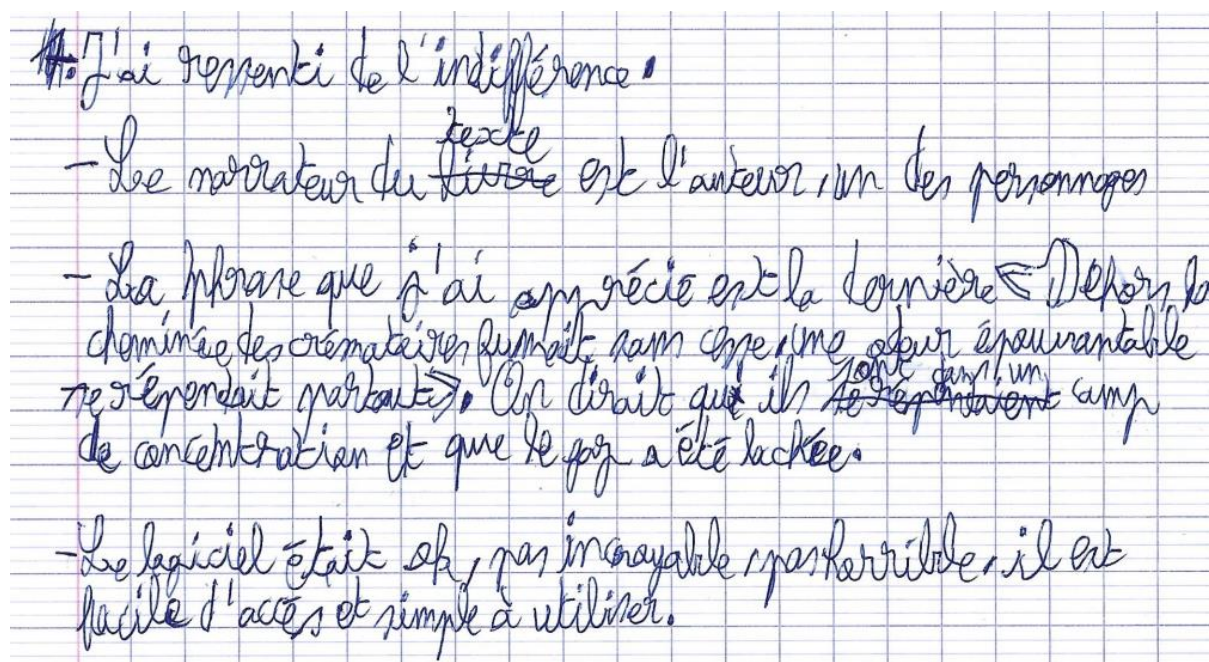 J'ai ressenti de l'indifférence.
texte
- Le narrateur du livre est l'auteur, un des personnages
- La phrase que j'ai apprécié est la dernière « Dehors, la
cheminée des crématoires fumait sans cesse, une odeur épouvantable
se répendait partout ». On dirait que ils sont dans un camp
de concentration et que le gaz a été lachée.
- Le logiciel était ok, pas incroyable, pas horrible, il est
facile d'accès et simple à utiliser.